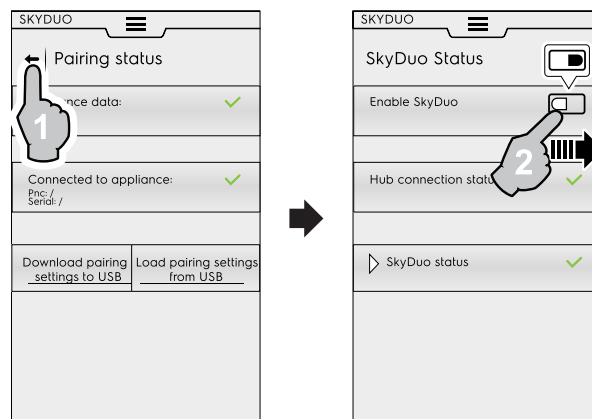 SKYDUO
Pairing status
nce data:
Connected to appliance:
Pnc: /
Serial: /
Download pairing
settings to USB
Load pairing settings
from USB
1
SKYDUO
SkyDuo Status
Enable SkyDuo
Hub connection statu
SkyDuo status
2